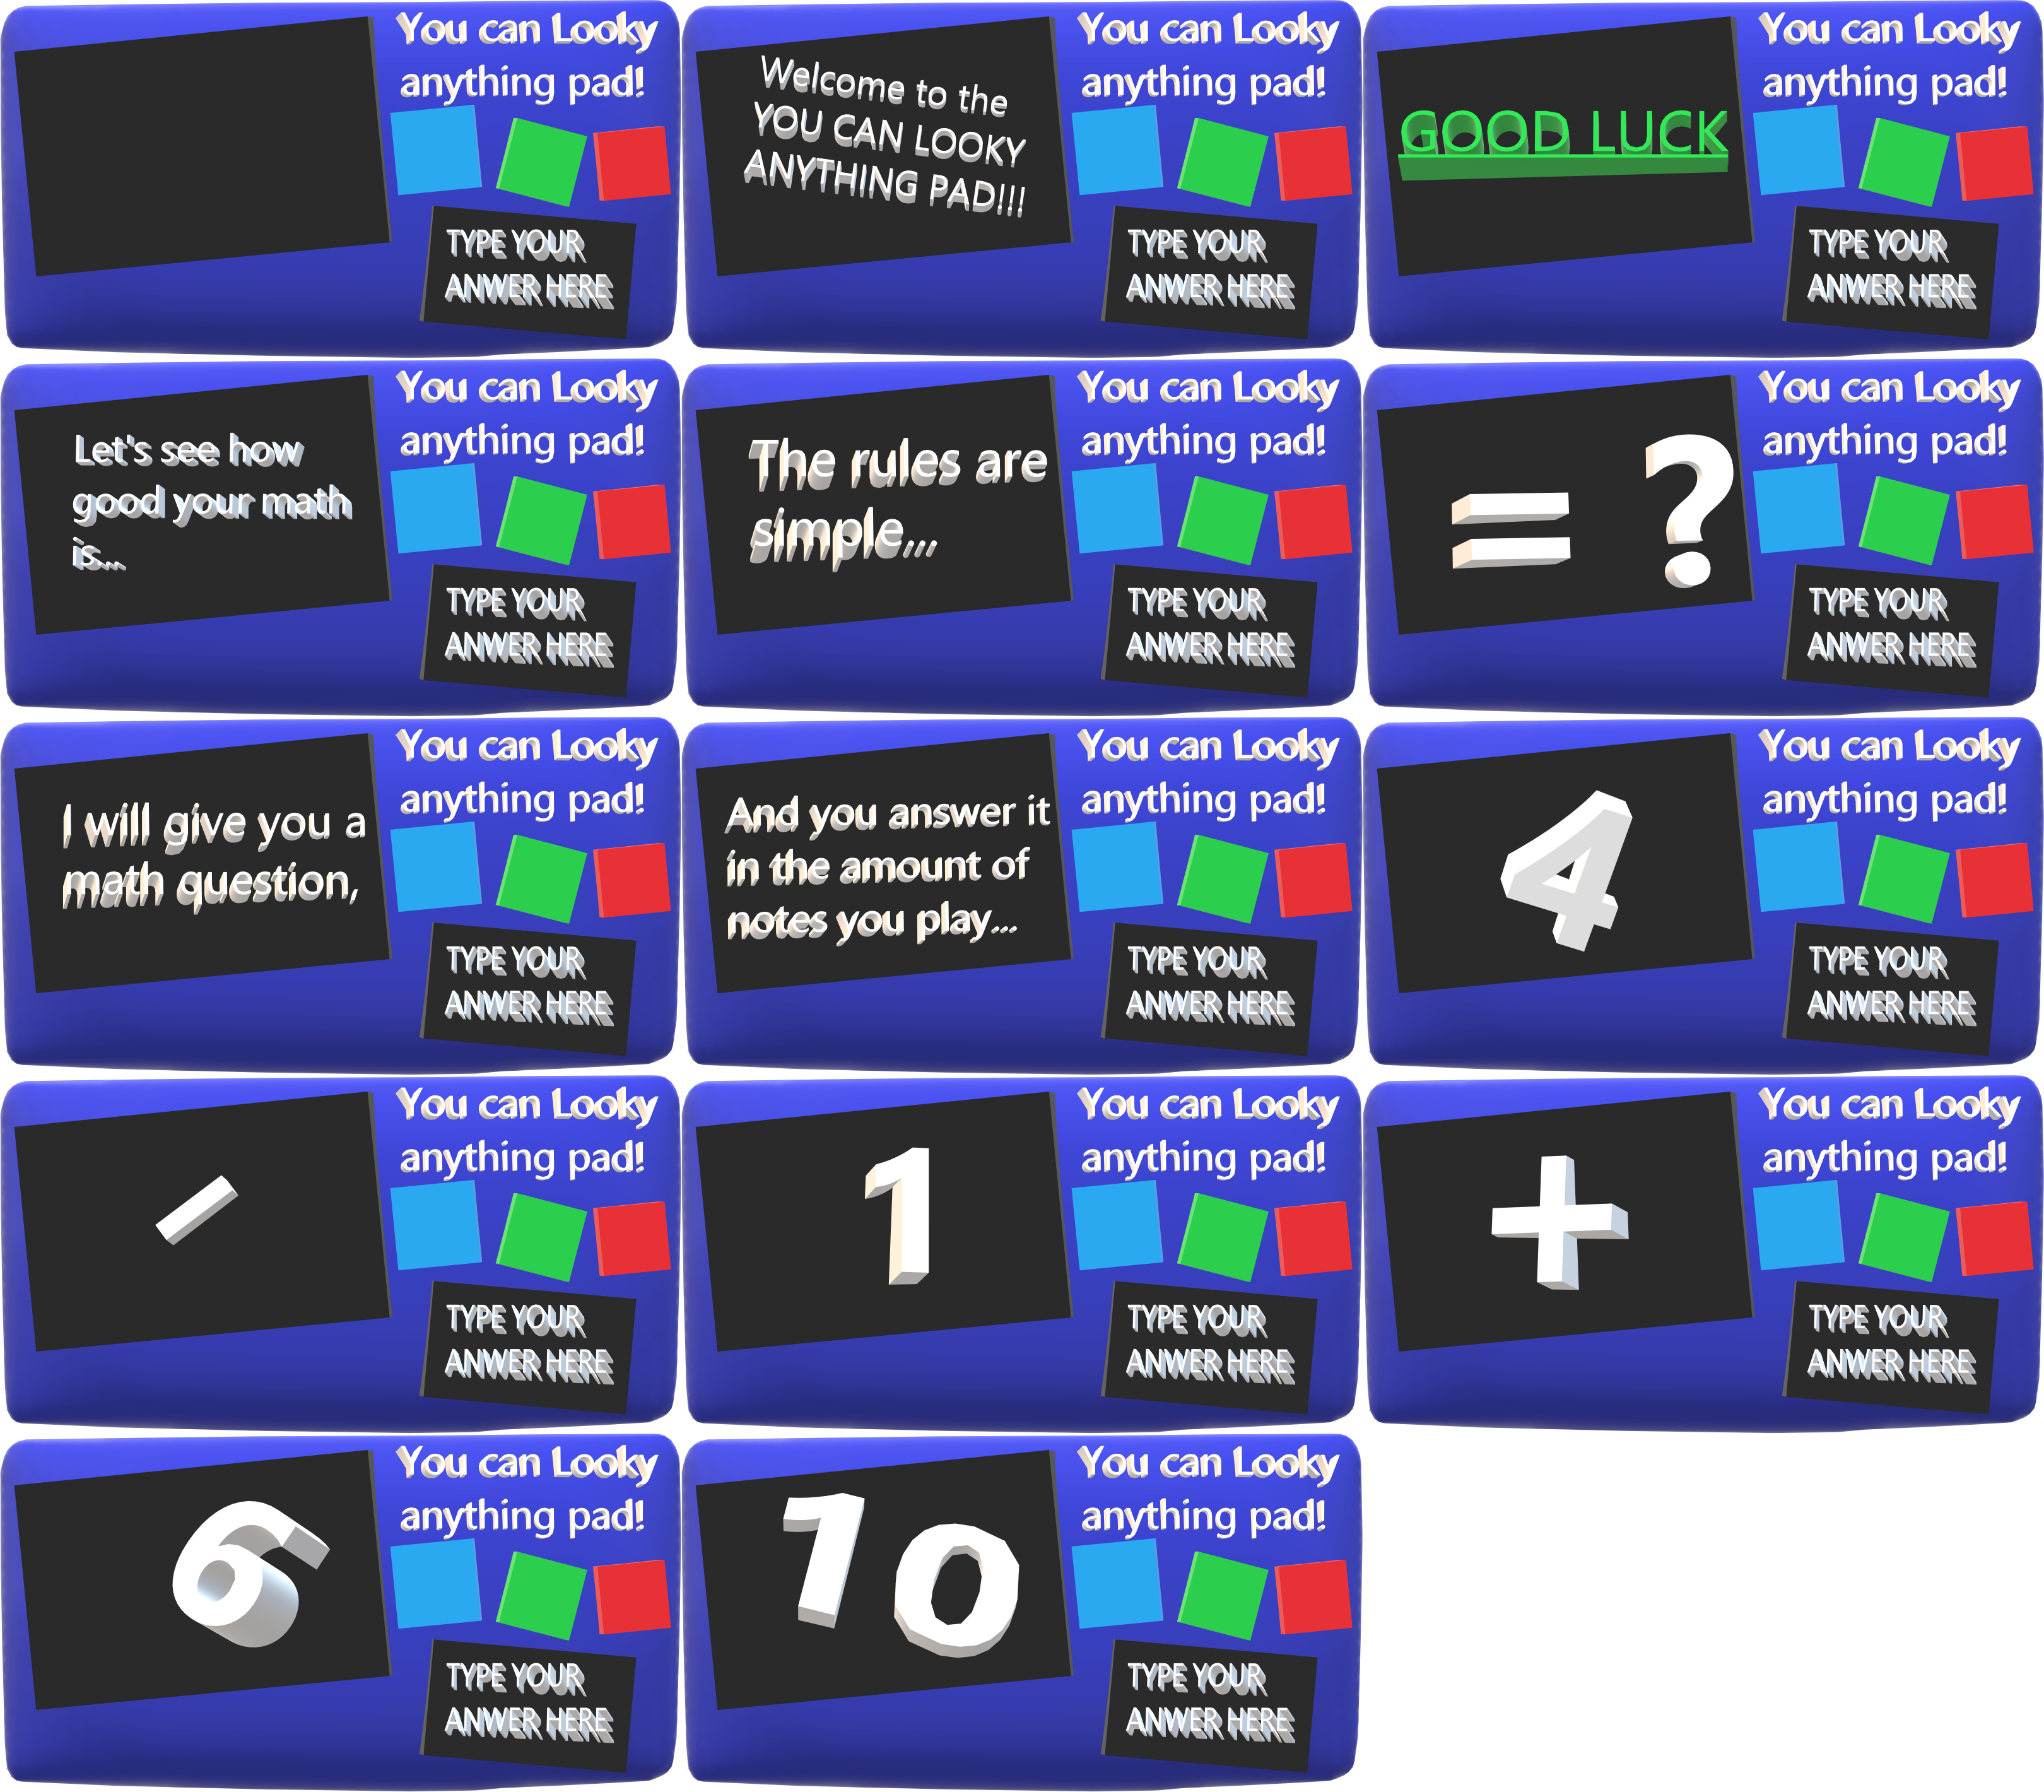 You can Looky
anything pad!
TYPE YOUR
ANWER HERE
Welcome to the
YOU CAN LOOKY
ANYTHING PAD!!!
You can Looky
anything pad!
TYPE YOUR
ANWER HERE
GOOD LUCK
You can Looky
anything pad!
TYPE YOUR
ANWER HERE
Let's see how
good your math
is...
You can Looky
anything pad!
TYPE YOUR
ANWER HERE
The rules are
simple...
You can Looky
anything pad!
TYPE YOUR
ANWER HERE
= ?
You can Looky
anything pad!
TYPE YOUR
ANWER HERE
I will give you a
math question,
You can Looky
anything pad!
TYPE YOUR
ANWER HERE
And you answer it
in the amount of
notes you play...
You can Looky
anything pad!
TYPE YOUR
ANWER HERE
4
You can Looky
anything pad!
TYPE YOUR
ANWER HERE
-
You can Looky
anything pad!
TYPE YOUR
ANWER HERE
1
You can Looky
anything pad!
TYPE YOUR
ANWER HERE
+
You can Looky
anything pad!
TYPE YOUR
ANWER HERE
6
You can Looky
anything pad!
TYPE YOUR
ANWER HERE
10
You can Looky
anything pad!
TYPE YOUR
ANWER HERE